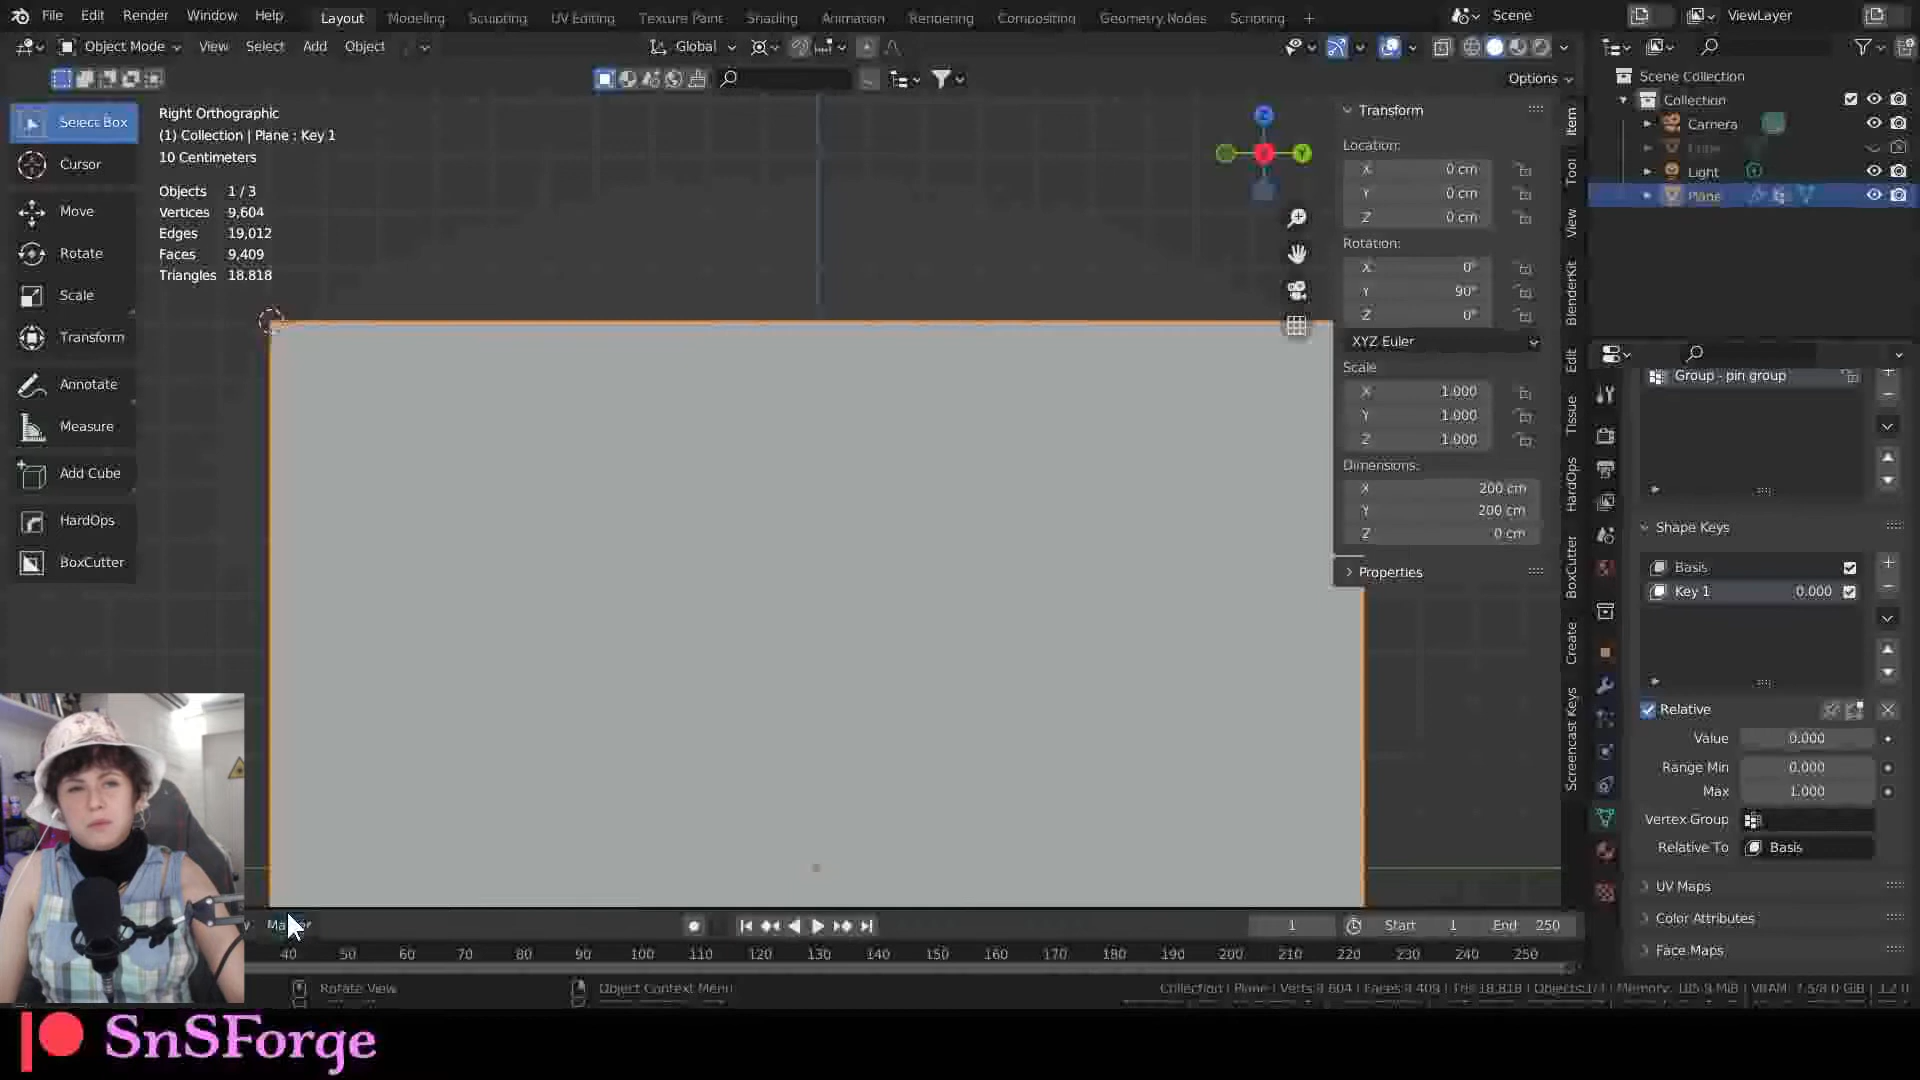 File Edit Render Window Help
Layout Modeling Sculpting UV Editing Texture Paint Shading Animation Rendering Compositing Geometry Nodes Scripting +
Scene
ViewLayer
Object Mode View Select Add Object
Global
Options
Select Box
Cursor
Move
Rotate
Scale
Transform
Annotate
Measure
Add Cube
HardOps
BoxCutter
Right Orthographic
(1) Collection | Plane : Key 1
10 Centimeters
Objects 1 / 3
Vertices 9,604
Edges 19,012
Faces 9,409
Triangles 18.818
Z
Y
Transform
Location:
X 0 cm
Y 0 cm
Z 0 cm
Rotation:
X 0°
Y 90°
Z 0°
XYZ Euler
Scale
X 1.000
Y 1.000
Z 1.000
Dimensions:
X 200 cm
Y 200 cm
Z 0 cm
Properties
Item
Tool
View
BlenderKit
Edit
Tissue
HardOps
BoxCutter
Create
Screencast Keys
Scene Collection
Collection
Camera
Light
Plane
Group - pin group
Shape Keys
Basis
Key 1 0.000
Relative
Value 0.000
Range Min 0.000
Max 1.000
Vertex Group
Relative To Basis
UV Maps
Color Attributes
Face Maps
1 Start 1 End 250
40 50 60 70 80 90 100 110 120 130 140 150 160 170 180 190 200 210 220 230 240 250
Rotate View
Object Context Menu
SnSForge